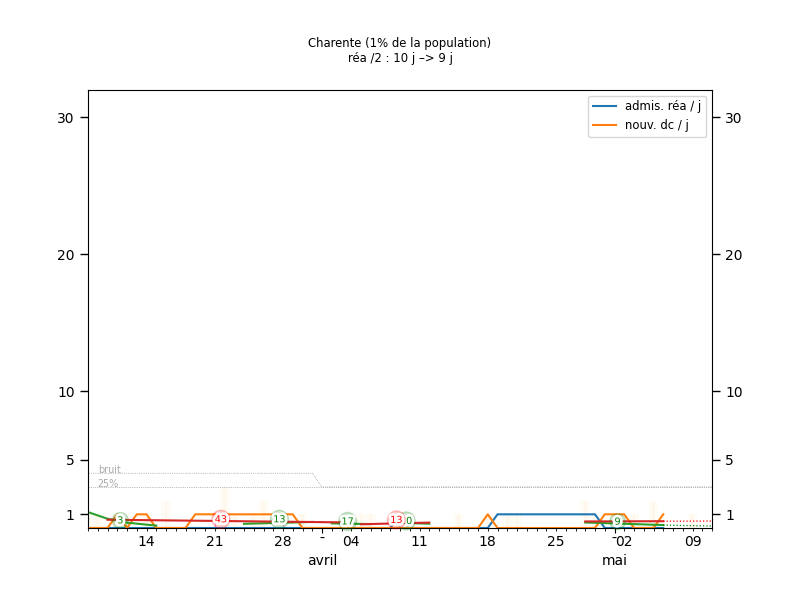 Charente (1% de la population)
réa /2 : 10 j –> 9 j
admis. réa / j
nouv. dc / j
30 30
20 20
10 10
5 5
bruit
25%
1 3 43 13 17 13 0 9 1
14 21 28 - 04 11 18 25 - 02 09
avril mai